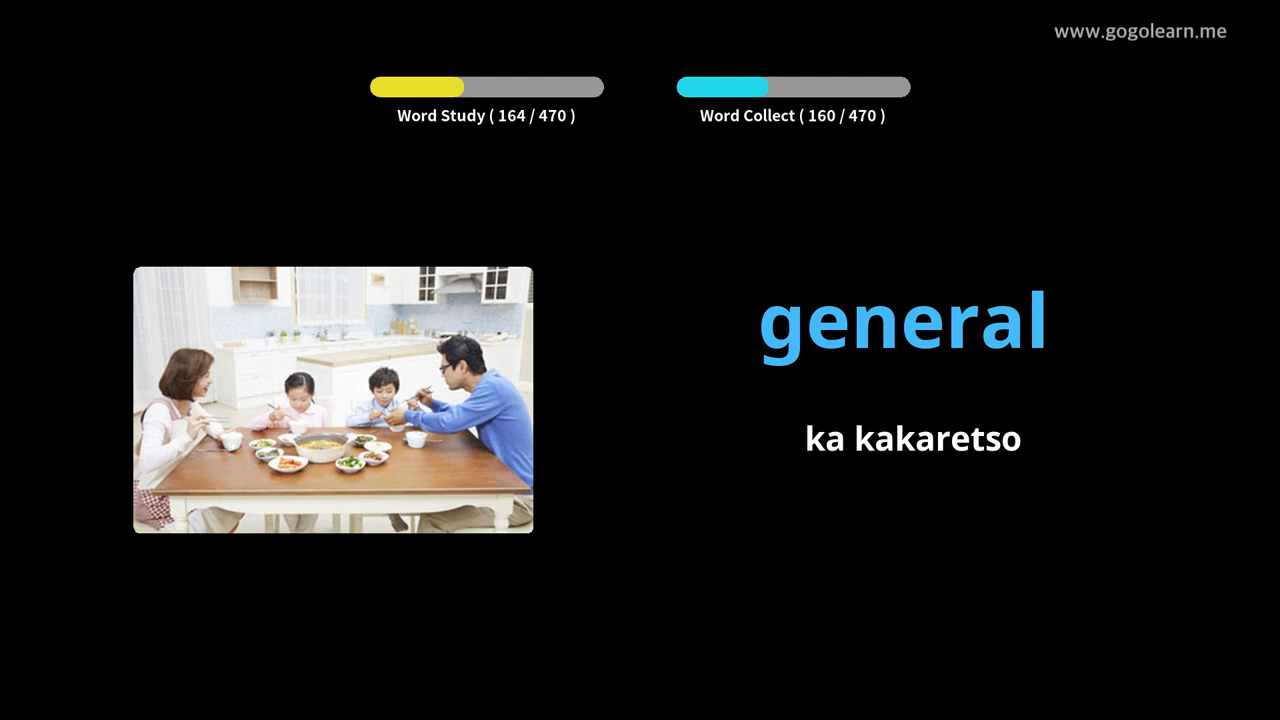 www.gogolearn.me
Word Study ( 164 / 470 )
Word Collect ( 160 / 470 )
general
ka kakaretso